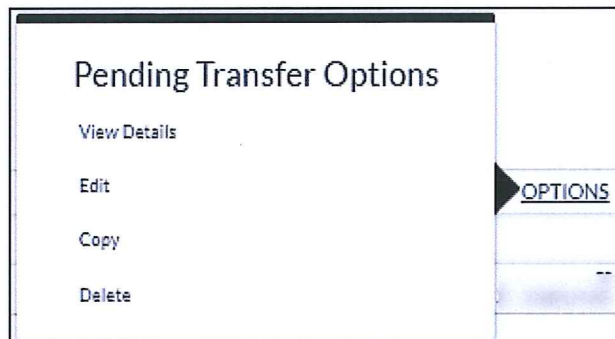 Pending Transfer Options
View Details
Edit
OPTIONS
Copy
Delete